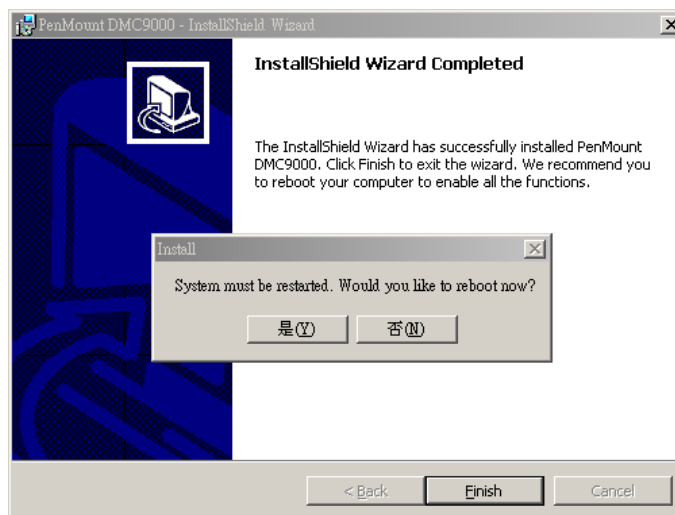 PenMount DMC9000 - InstallShield Wizard
InstallShield Wizard Completed
The InstallShield Wizard has successfully installed PenMount
DMC9000. Click Finish to exit the wizard. We recommend you
to reboot your computer to enable all the functions.
Install
System must be restarted. Would you like to reboot now?
是(Y) 否(N)
< Back Finish Cancel